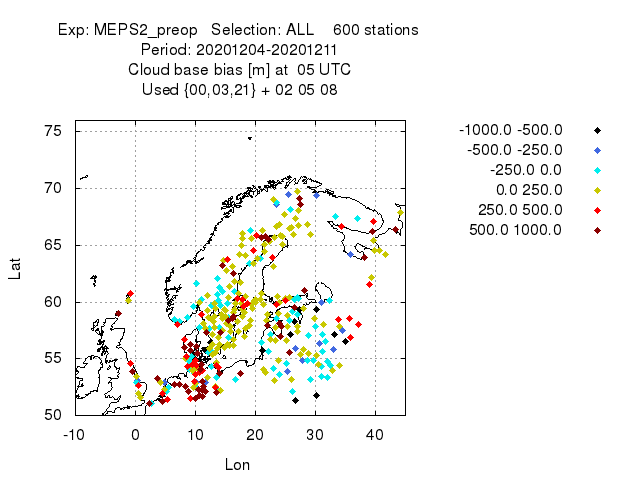 Exp: MEPS2_preop   Selection: ALL    600 stations
Period: 20201204-20201211
Cloud base bias [m] at  05 UTC
Used {00,03,21} + 02 05 08
-1000.0 -500.0
-500.0 -250.0
-250.0 0.0
0.0 250.0
250.0 500.0
500.0 1000.0
75
70
65
60
55
50
Lat
-10 0 10 20 30 40
Lon